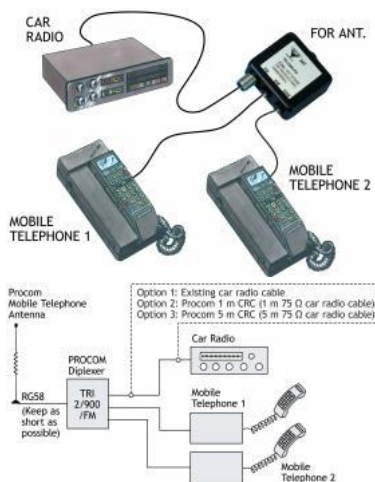 CAR
RADIO
FOR ANT.
MOBILE
TELEPHONE 1
MOBILE
TELEPHONE 2
Procom
Mobile Telephone
Antenna
Option 1: Existing car radio cable
Option 2: Procom 1 m CRC (1 m 75 Ω car radio cable)
Option 3: Procom 5 m CRC (5 m 75 Ω car radio cable)
Car Radio
PROCOM
Diplexer
TRI
2/900
/FM
RG58
(Keep as
short as
possible)
Mobile
Telephone 1
Mobile
Telephone 2